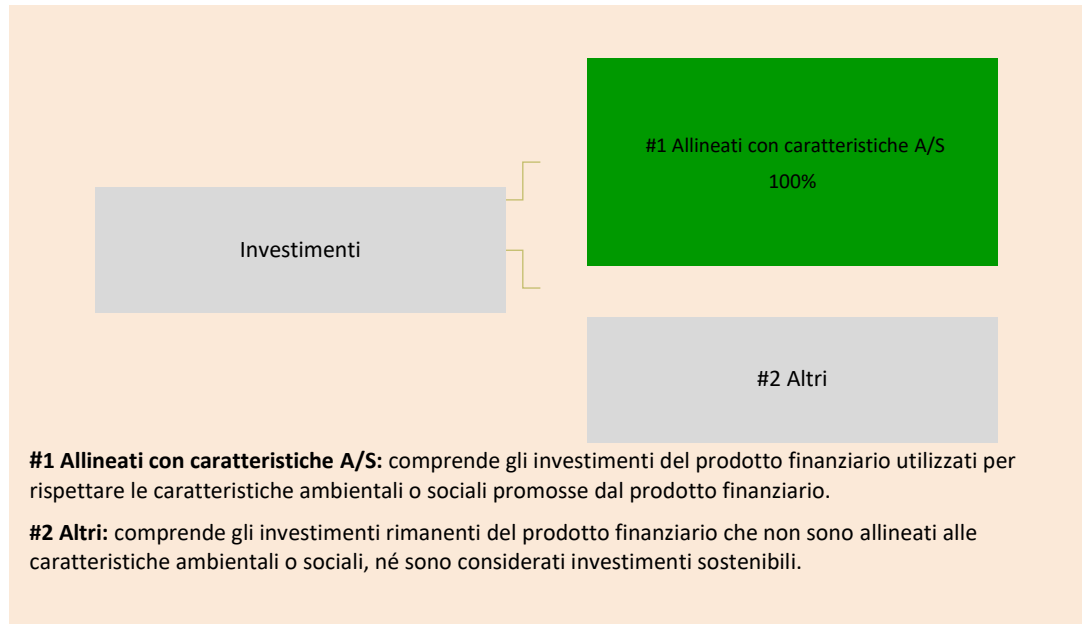 #1 Allineati con caratteristiche A/S
100%
Investimenti
#2 Altri
#1 Allineati con caratteristiche A/S: comprende gli investimenti del prodotto finanziario utilizzati per
rispettare le caratteristiche ambientali o sociali promosse dal prodotto finanziario.
#2 Altri: comprende gli investimenti rimanenti del prodotto finanziario che non sono allineati alle
caratteristiche ambientali o sociali, né sono considerati investimenti sostenibili.